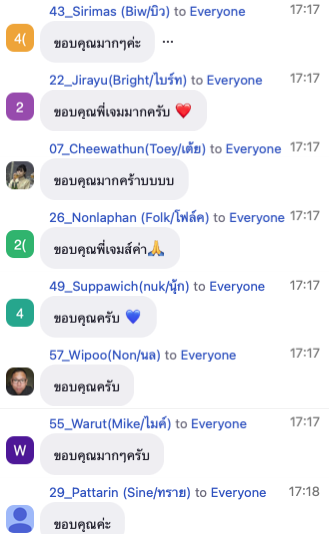 43_Sirimas (Biw/บิว) to Everyone 17:17
4( ขอบคุณมากๆค่ะ ...
22_Jirayu(Bright/ไบร์ท) to Everyone 17:17
2 ขอบคุณพี่เจมมากครับ ❤️
07_Cheewathun(Toey/เต้ย) to Everyone 17:17
ขอบคุณมากคร้าบบบบ
26_Nonlaphan (Folk/โฟล์ค) to Everyone 17:17
2( ขอบคุณพี่เจมส์ค่า🙏
49_Suppawich(nuk/นุ้ก) to Everyone 17:17
4 ขอบคุณครับ 💙
57_Wipoo(Non/นล) to Everyone 17:17
ขอบคุณครับ
55_Warut(Mike/ไมค์) to Everyone 17:17
W ขอบคุณมากๆครับ
29_Pattarin (Sine/ทราย) to Everyone 17:18
ขอบคุณค่ะ